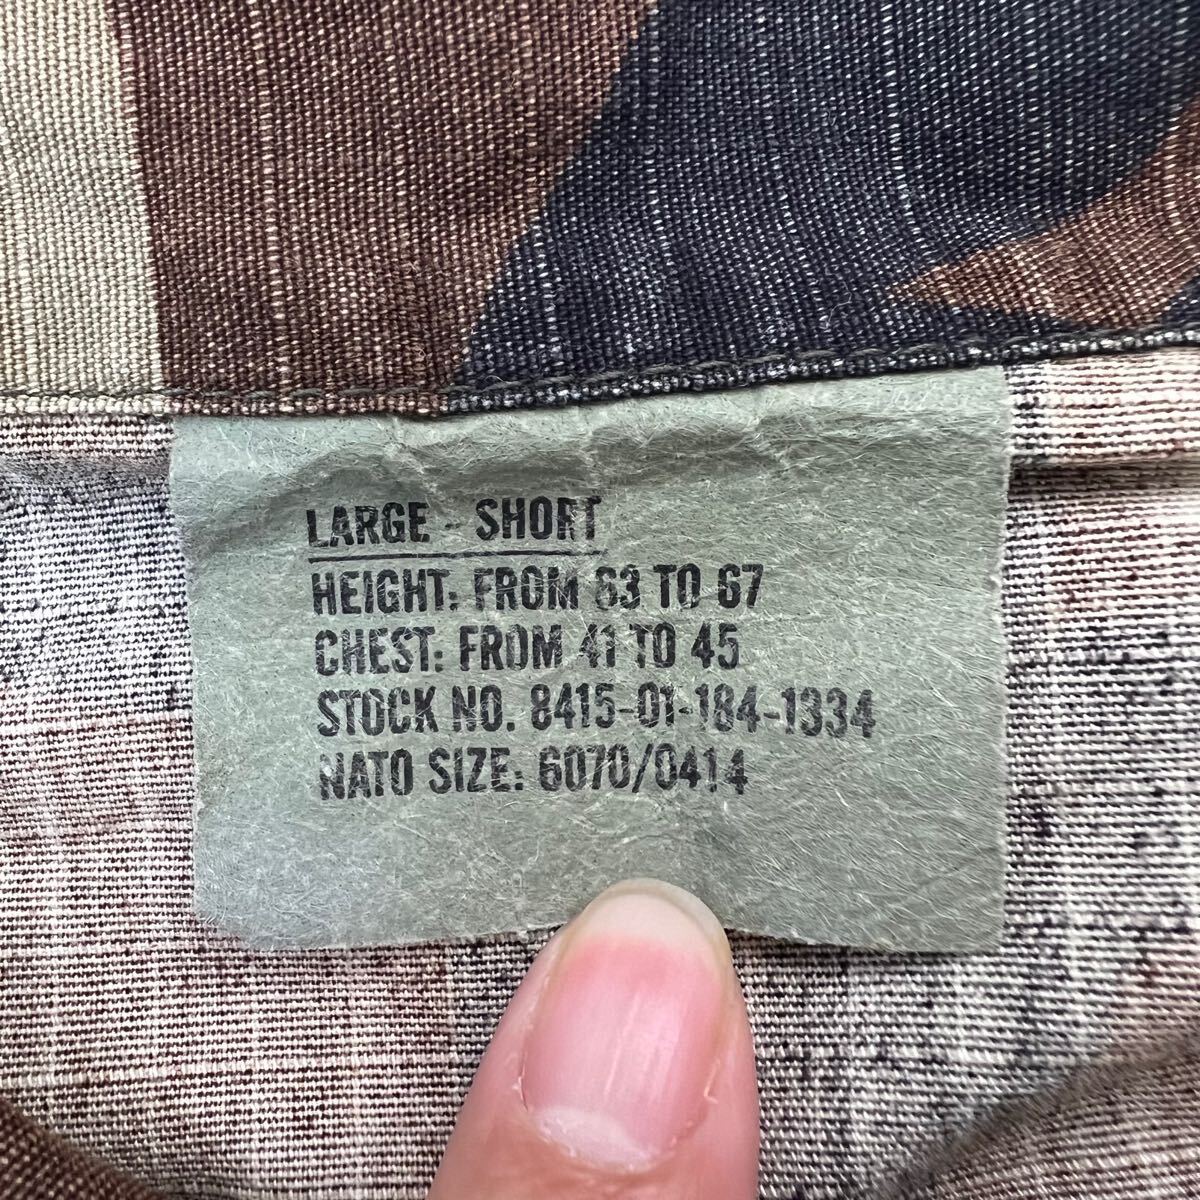 LARGE - SHORT
HEIGHT: FROM 63 TO 67
CHEST: FROM 41 TO 45
STOCK NO. 8415-01-184-1334
NATO SIZE: 6070/0414